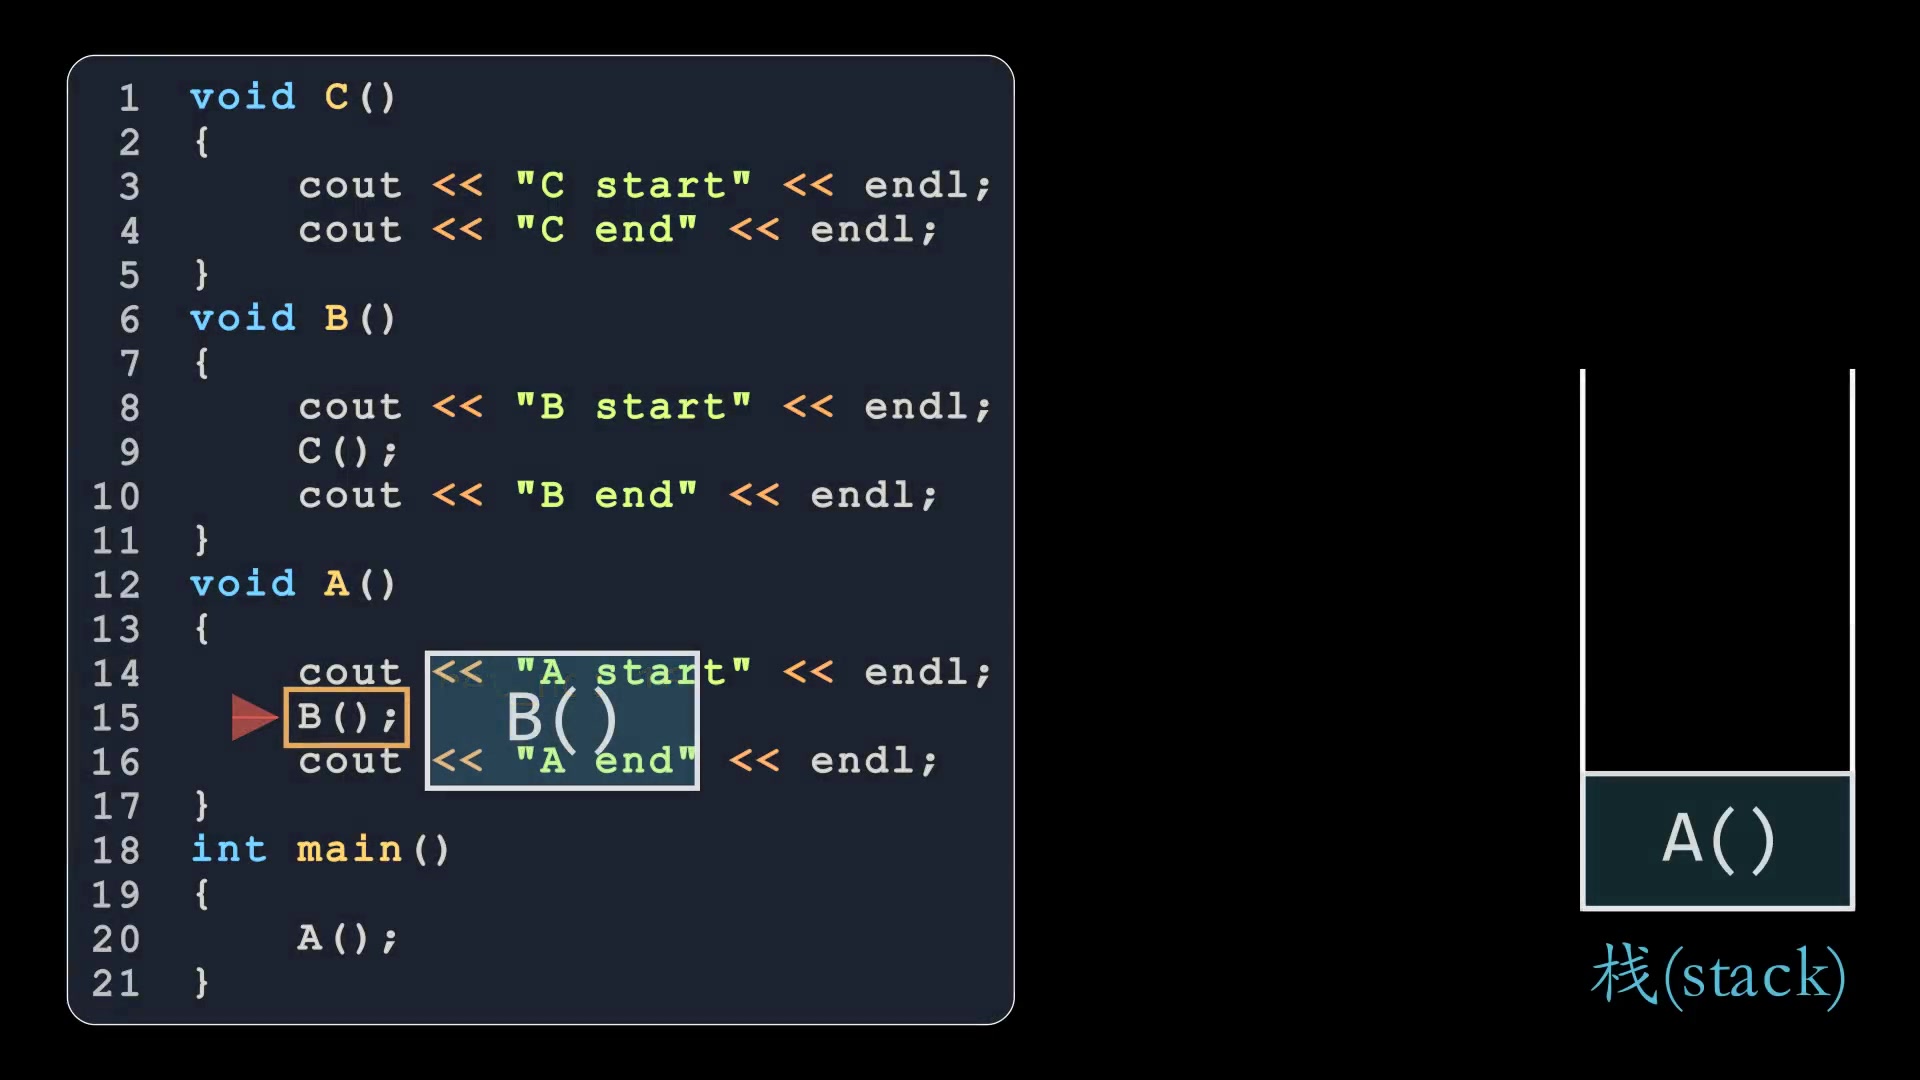 1 void C()
2 {
3 cout << "C start" << endl;
4 cout << "C end" << endl;
5 }
6 void B()
7 {
8 cout << "B start" << endl;
9 C();
10 cout << "B end" << endl;
11 }
12 void A()
13 {
14 cout << "A start" << endl;
15 B();
B()
16 cout << "A end" << endl;
17 }
18 int main()
19 {
20 A();
21 }
A()
栈(stack)